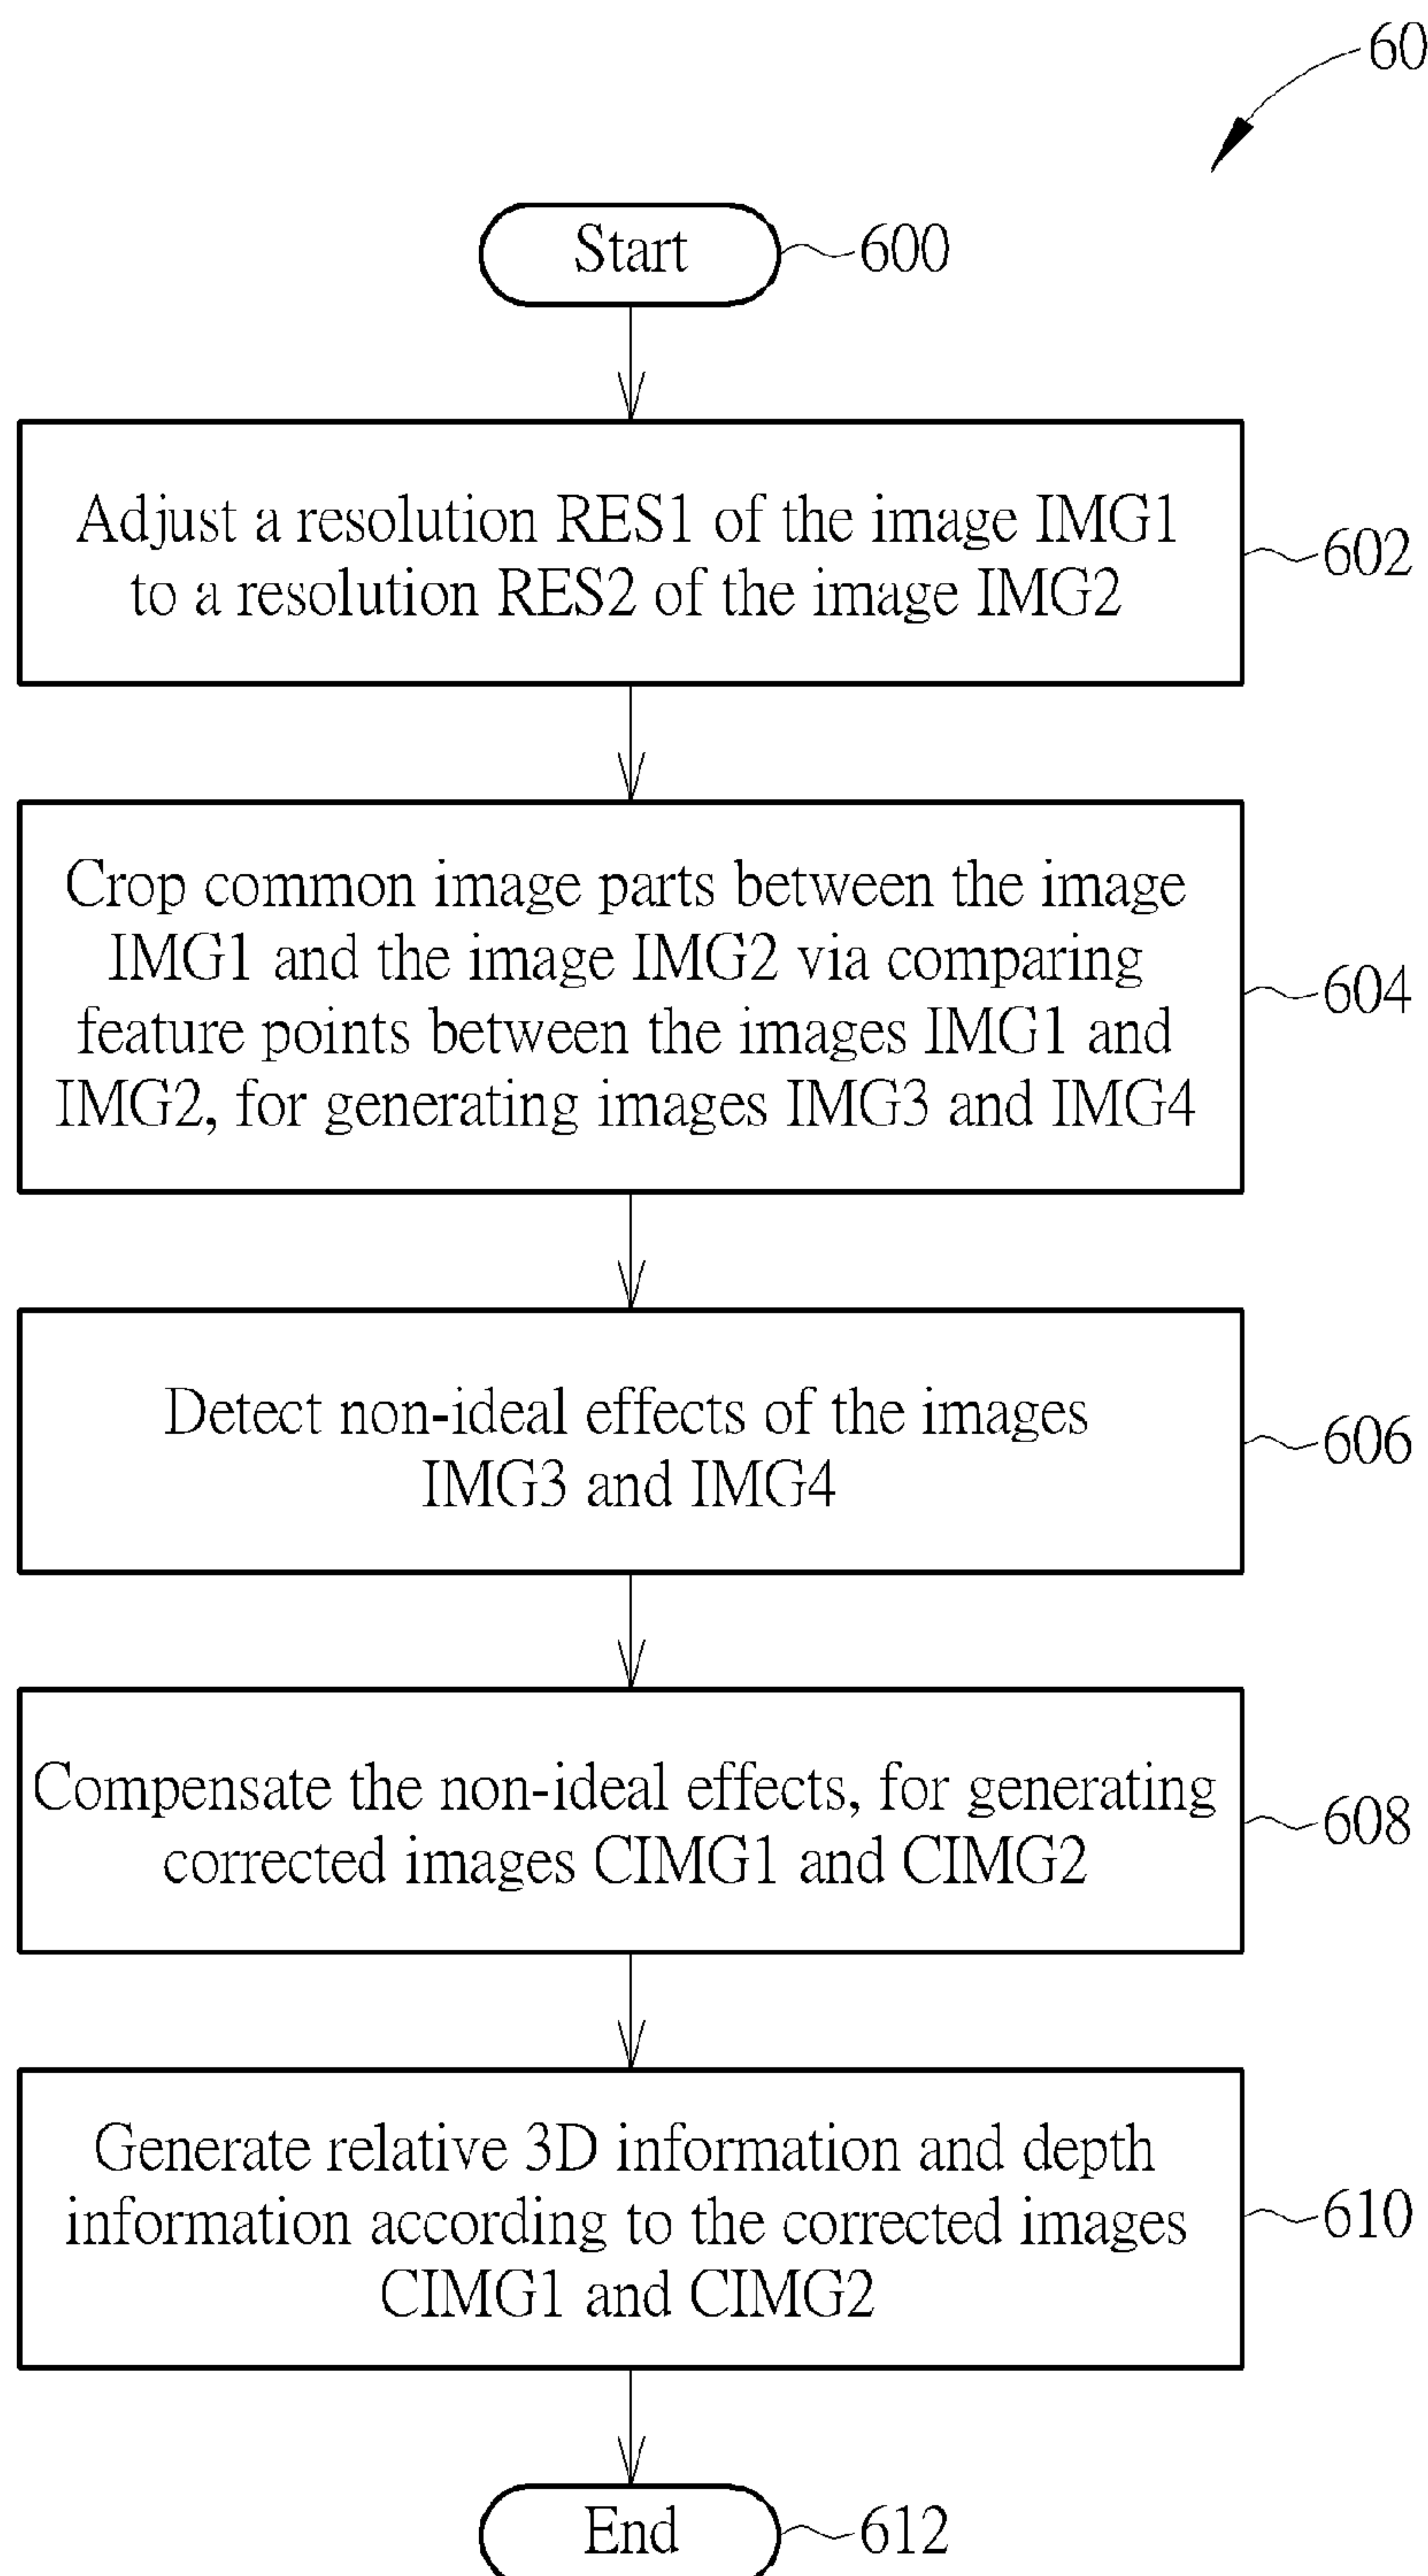 60
Start
600
Adjust a resolution RES1 of the image IMG1
to a resolution RES2 of the image IMG2
602
Crop common image parts between the image
IMG1 and the image IMG2 via comparing
feature points between the images IMG1 and
IMG2, for generating images IMG3 and IMG4
604
Detect non-ideal effects of the images
IMG3 and IMG4
606
Compensate the non-ideal effects, for generating
corrected images CIMG1 and CIMG2
608
Generate relative 3D information and depth
information according to the corrected images
CIMG1 and CIMG2
610
End
612